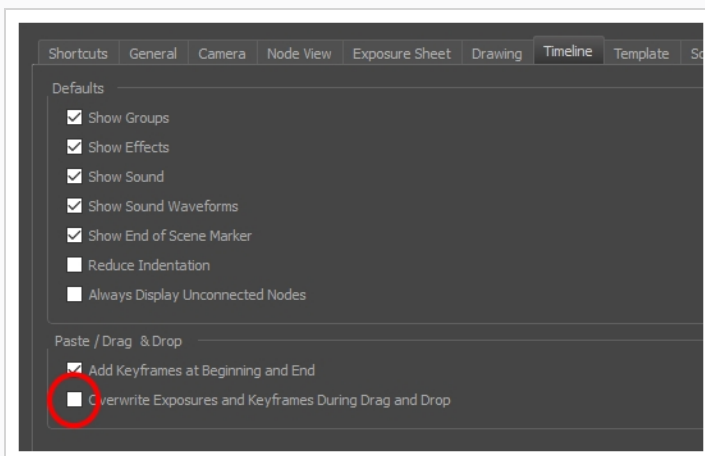 Shortcuts General Camera Node View Exposure Sheet Drawing Timeline Template
Defaults
Show Groups
Show Effects
Show Sound
Show Sound Waveforms
Show End of Scene Marker
Reduce Indentation
Always Display Unconnected Nodes
Paste / Drag & Drop
Add Keyframes at Beginning and End
Overwrite Exposures and Keyframes During Drag and Drop